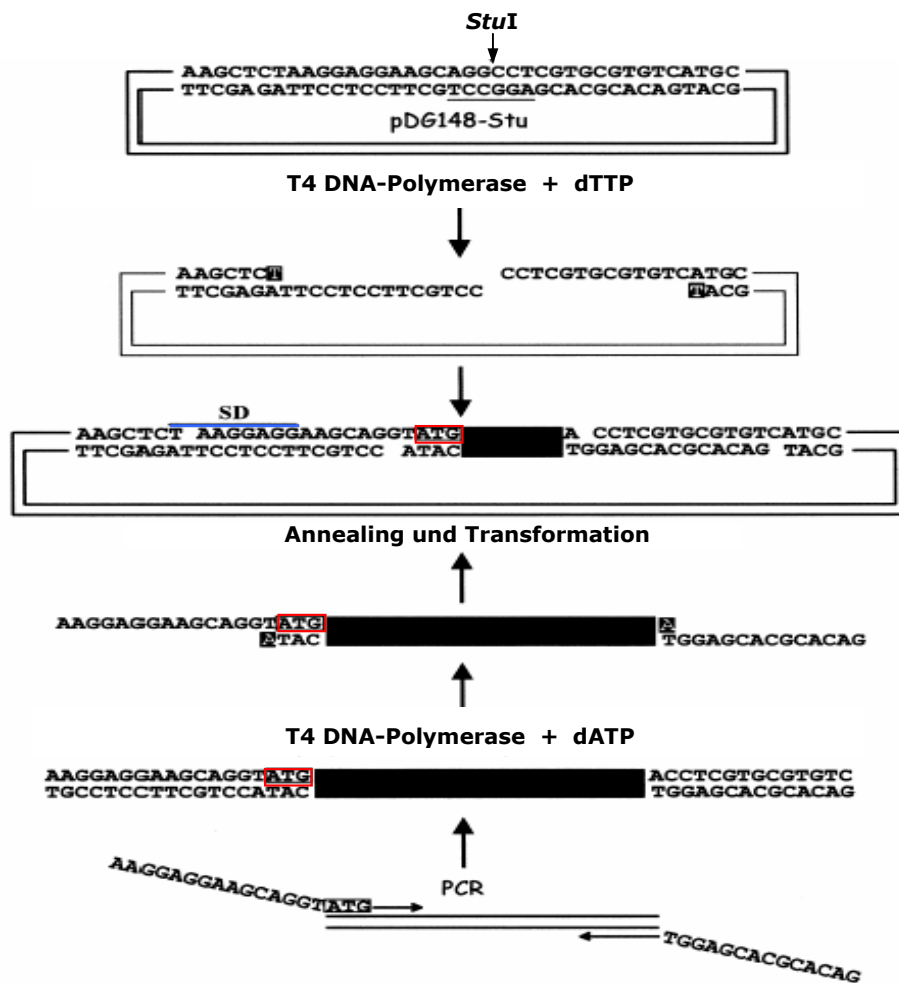 StuI
AAGCTCTAAGGAGGAAGCAGGCCTCGTGCGTGTCATGC
TTCGAGATTCCTCCTTCGTCCGGAGCACGCACAGTACG
pDG148-Stu
T4 DNA-Polymerase + dTTP
AAGCTCT CCTCGTGCGTGTCATGC
TTCGAGATTCCTCCTTCGTCC TACG
SD
AAGCTCT AAGGAGGAAGCAGGTATG A CCTCGTGCGTGTCATGC
TTCGAGATTCCTCCTTCGTCC ATAC TGGAGCACGCACAG TACG
Annealing und Transformation
AAGGAGGAAGCAGGTATG A
ATAC TGGAGCACGCACAG
T4 DNA-Polymerase + dATP
AAGGAGGAAGCAGGTATG ACCTCGTGCGTGTC
TGCCTCCTTCGTCCATAC TGGAGCACGCACAG
PCR
AAGGAGGAAGCAGGTATG
TGGAGCACGCACAG